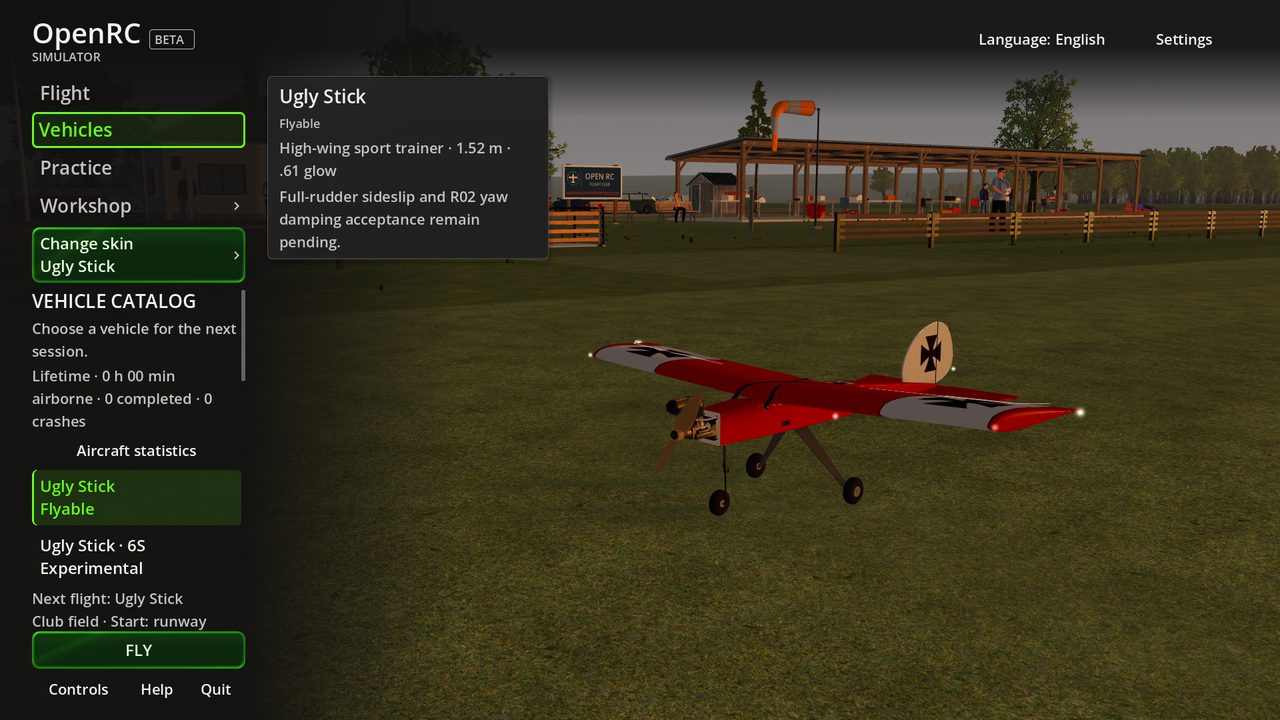 OpenRC BETA
SIMULATOR
Language: English
Settings
Flight
Vehicles
Practice
Workshop
Change skin
Ugly Stick
VEHICLE CATALOG
Choose a vehicle for the next
session.
Lifetime · 0 h 00 min
airborne · 0 completed · 0
crashes
Aircraft statistics
Ugly Stick
Flyable
Ugly Stick · 6S
Experimental
Next flight: Ugly Stick
Club field · Start: runway
FLY
Controls
Help
Quit
Ugly Stick
Flyable
High-wing sport trainer · 1.52 m ·
.61 glow
Full-rudder sideslip and R02 yaw
damping acceptance remain
pending.
OPEN RC